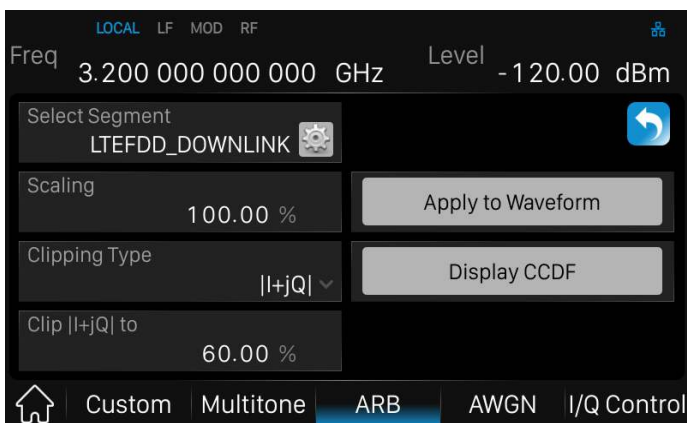 LOCAL LF MOD RF
Freq 3.200 000 000 000 GHz Level -120.00 dBm
Select Segment
LTEFDD_DOWNLINK
Scaling
100.00 %
Apply to Waveform
Clipping Type
|I+jQ|
Display CCDF
Clip |I+jQ| to
60.00 %
Custom Multitone ARB AWGN I/Q Control